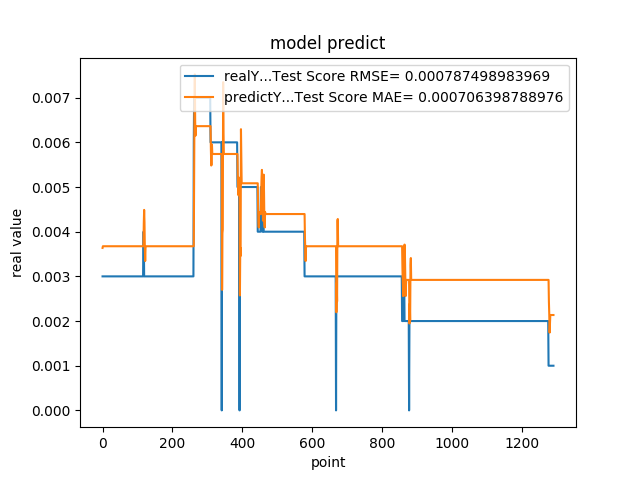 model predict
realY...Test Score RMSE= 0.000787498983969
predictY...Test Score MAE= 0.000706398788976
0.007
0.006
0.005
0.004
0.003
0.002
0.001
0.000
real value
0 200 400 600 800 1000 1200
point